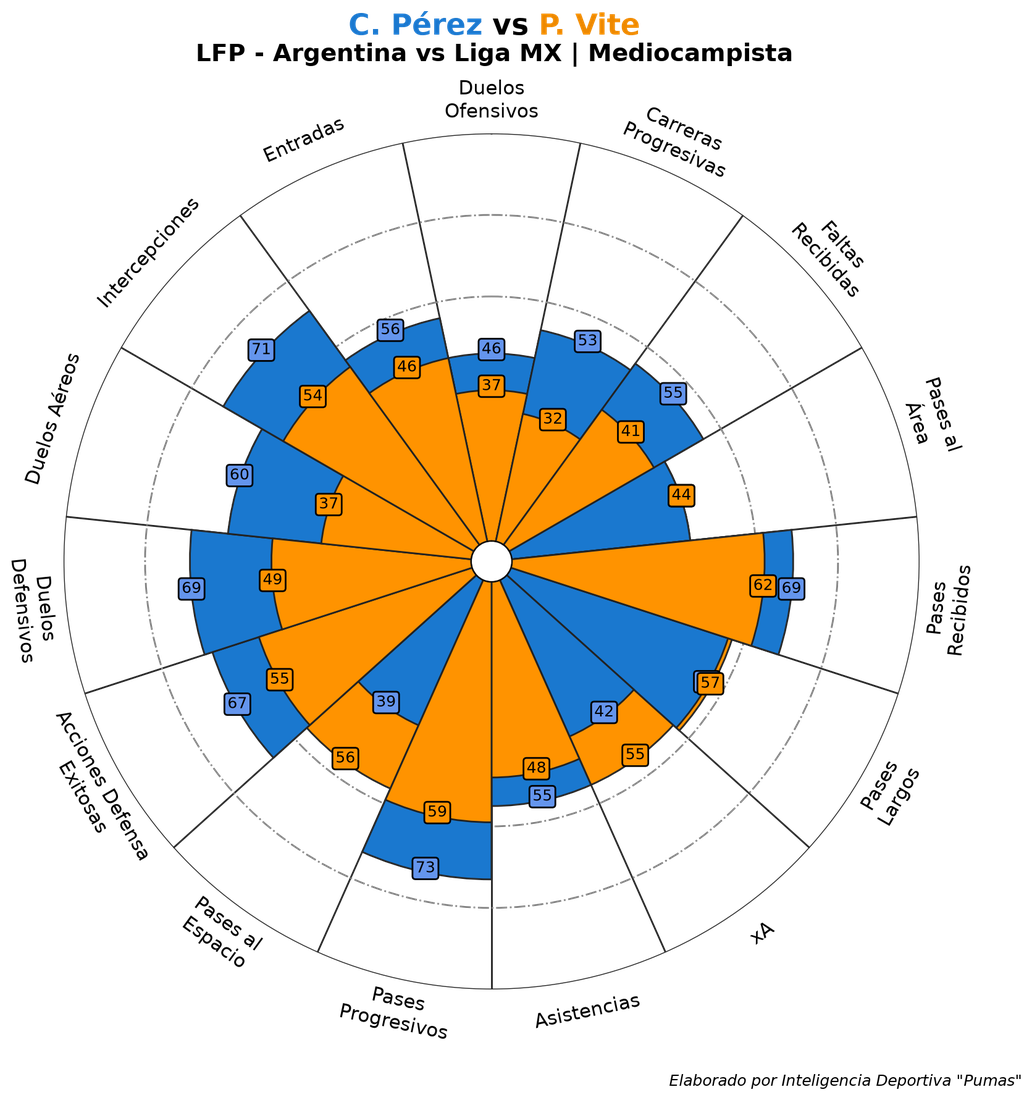 C. Pérez vs P. Vite
LFP - Argentina vs Liga MX | Mediocampista
Duelos
Ofensivos
46
37
Carreras
Progresivas
53
32
Faltas
Recibidas
55
41
Pases al
Área
44
Pases
Recibidos
62
69
Pases
Largos
57
xA
42
55
Asistencias
48
55
Pases
Progresivos
59
73
Pases al
Espacio
39
56
Acciones Defensa
Exitosas
55
67
Duelos
Defensivos
69
49
Duelos Aéreos
60
37
Intercepciones
71
54
Entradas
56
46
Elaborado por Inteligencia Deportiva "Pumas"